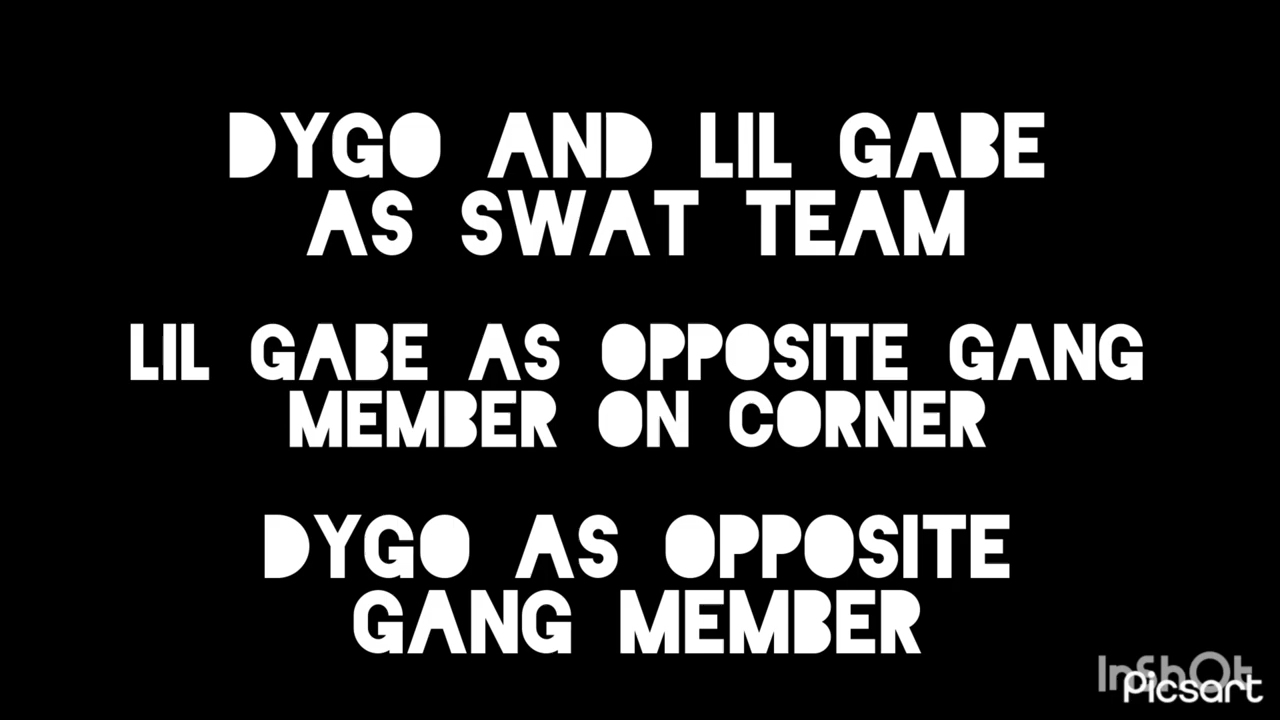 DYGO AND LIL GABE
AS SWAT TEAM
LIL GABE AS OPPOSITE GANG
MEMBER ON CORNER
DYGO AS OPPOSITE
GANG MEMBER
InShOt
Picsart